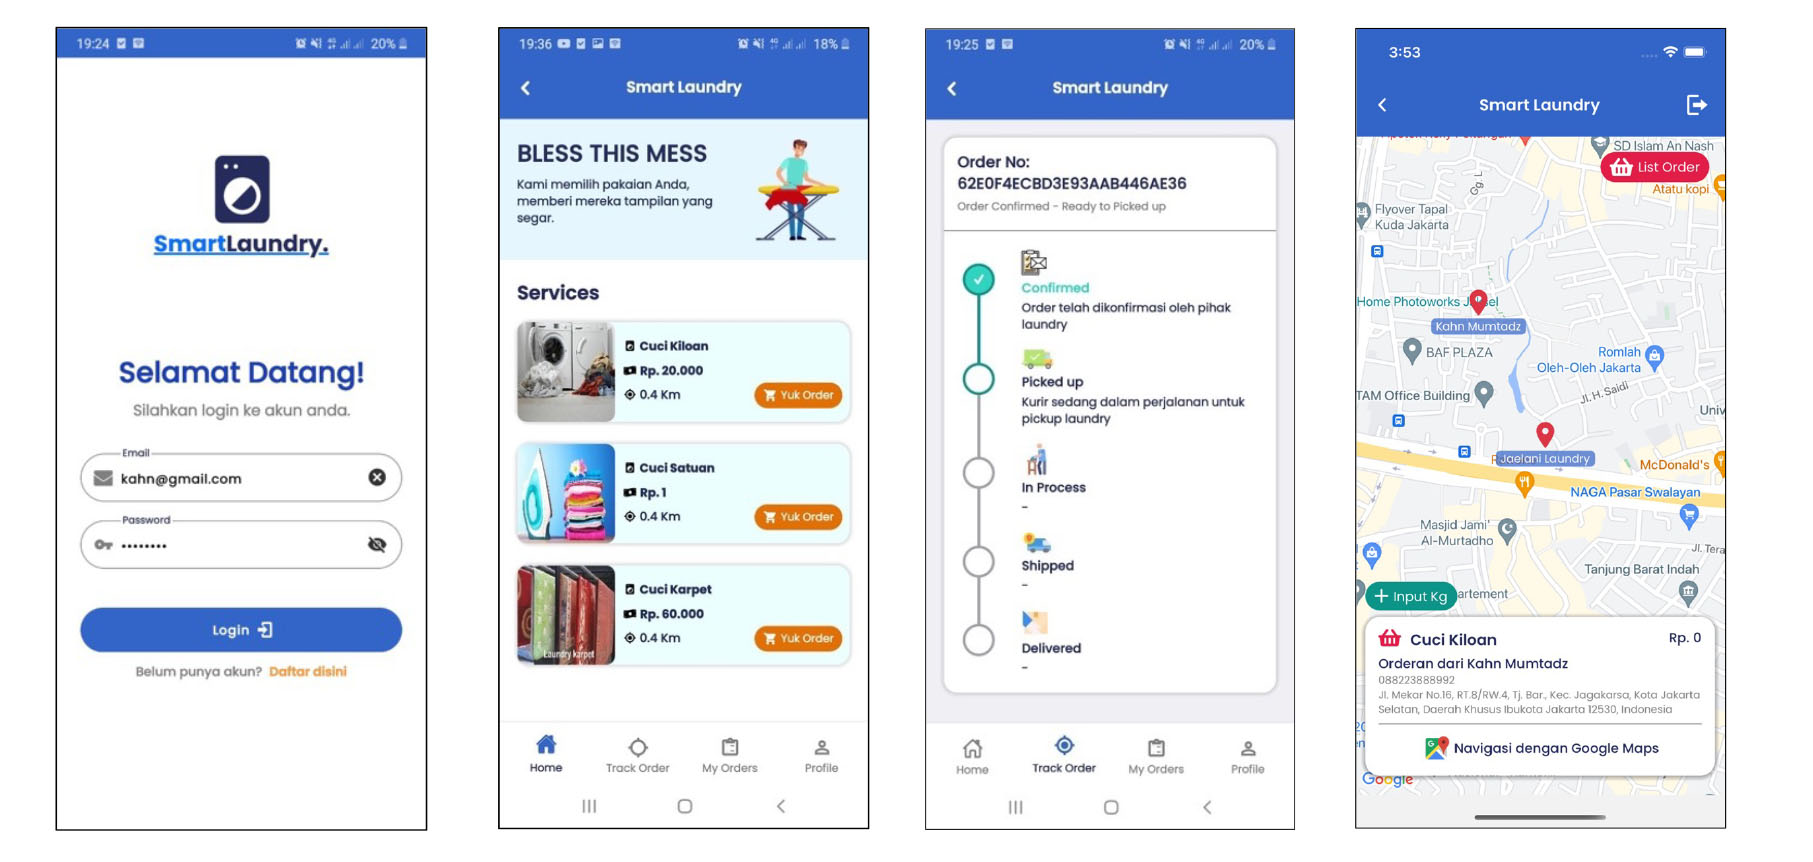 19:24
20%
SmartLaundry.
Selamat Datang!
Silahkan login ke akun anda.
Email
kahn@gmail.com
Password
Login
Belum punya akun? Daftar disini
19:36
18%
Smart Laundry
BLESS THIS MESS
Kami memilih pakaian Anda,
memberi mereka tampilan yang
segar.
Services
Cuci Kiloan
Rp. 20.000
0.4 Km
Yuk Order
Cuci Satuan
Rp. 1
0.4 Km
Yuk Order
Laundry karpet
Cuci Karpet
Rp. 60.000
0.4 Km
Yuk Order
Home
Track Order
My Orders
Profile
19:25
20%
Smart Laundry
Order No:
62E0F4ECBD3E93AAB446AE36
Order Confirmed - Ready to Picked up
Confirmed
Order telah dikonfirmasi oleh pihak
laundry
Picked up
Kurir sedang dalam perjalanan untuk
pickup laundry
In Process
-
Shipped
-
Delivered
-
Home
Track Order
My Orders
Profile
3:53
Smart Laundry
SD Islam An Nash
List Order
Atatu kopi
Gg. 1
Flyover Tapal
Kuda Jakarta
Home Photoworks
Kahn Mumtadz
BAF PLAZA
Romlah
Oleh-Oleh Jakarta
TAM Office Building
Jl. H. Saidi
Univ
Jaelani Laundry
McDonald's
NAGA Pasar Swalayan
Masjid Jami'
Al-Murtadho
Jl. Tera
Tanjung Barat Indah
+ Input Kg
artement
Cuci Kiloan
Rp. 0
Orderan dari Kahn Mumtadz
088223888992
Jl. Mekar No.16, RT.8/RW.4, Tj. Bar., Kec. Jagakarsa, Kota Jakarta
Selatan, Daerah Khusus Ibukota Jakarta 12530, Indonesia
Navigasi dengan Google Maps
Google